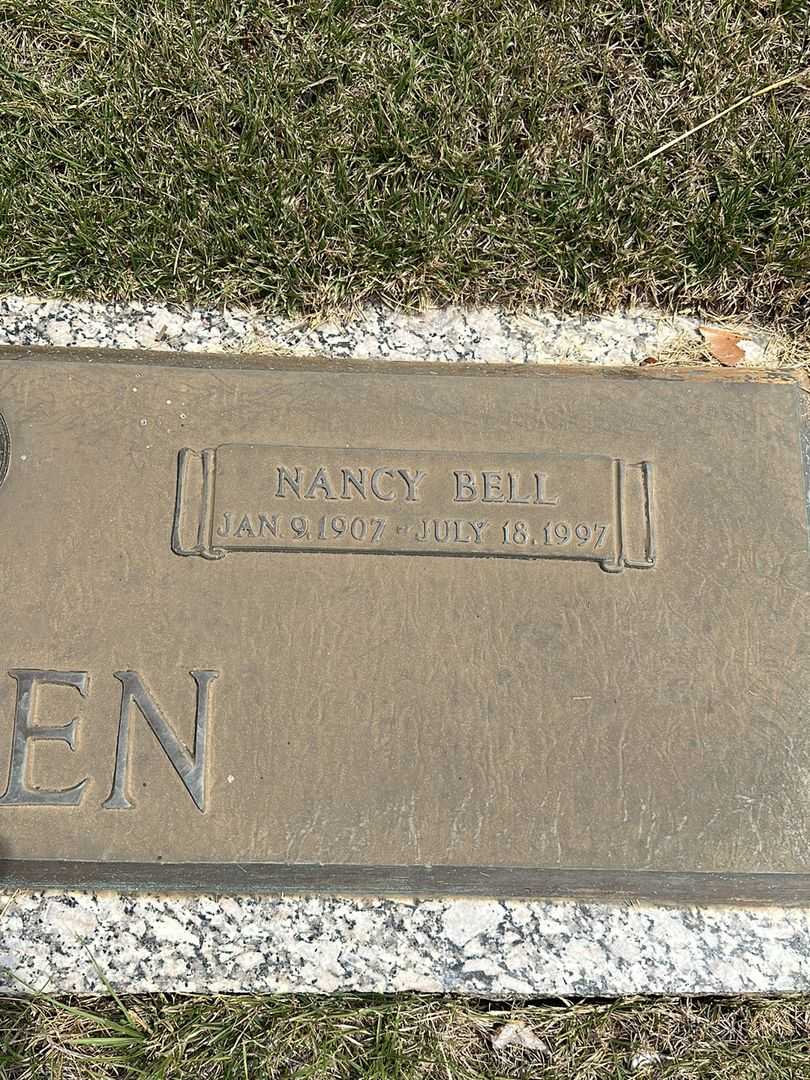 NANCY BELL
JAN. 9, 1907 - JULY 18, 1997
EN